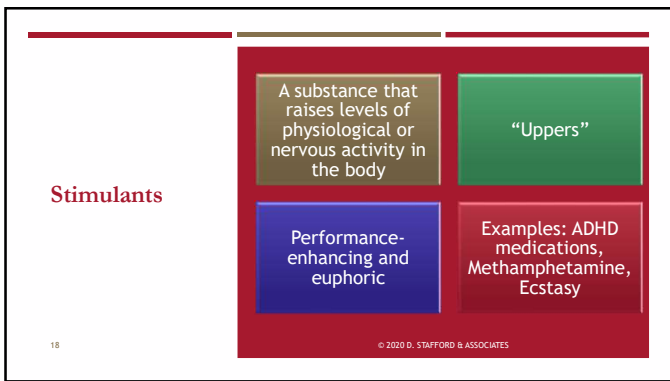 Stimulants
A substance that
raises levels of
physiological or
nervous activity in
the body
“Uppers”
Performance-
enhancing and
euphoric
Examples: ADHD
medications,
Methamphetamine,
Ecstasy
18
© 2020 D. STAFFORD & ASSOCIATES